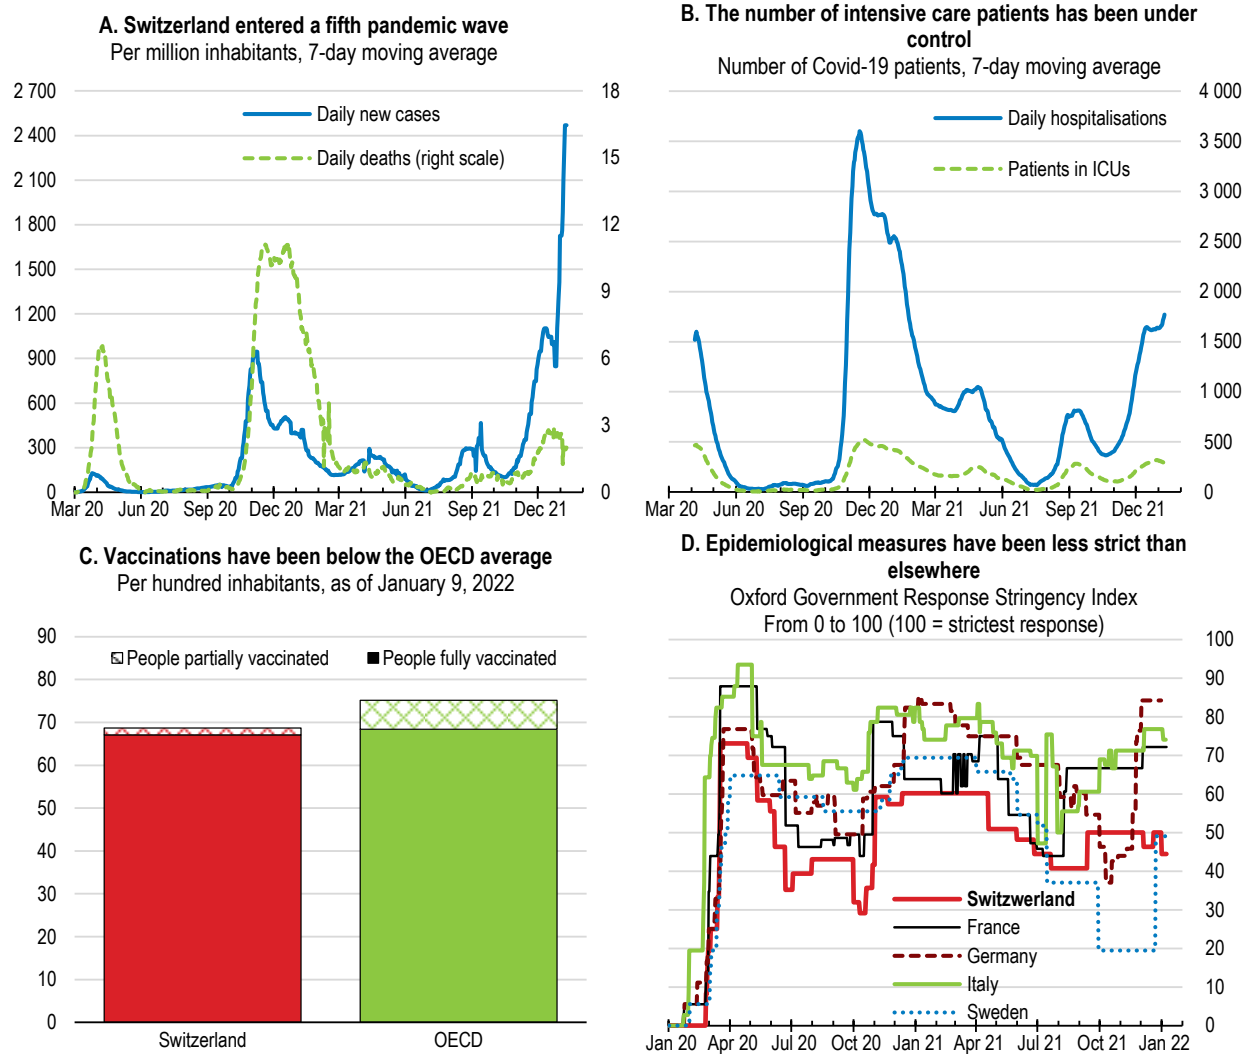 A. Switzerland entered a fifth pandemic wave
Per million inhabitants, 7-day moving average
2 700
2 400
2 100
1 800
1 500
1 200
900
600
300
0
18
15
12
9
6
3
0
Daily new cases
Daily deaths (right scale)
Mar 20 Jun 20 Sep 20 Dec 20 Mar 21 Jun 21 Sep 21 Dec 21
B. The number of intensive care patients has been under
control
Number of Covid-19 patients, 7-day moving average
4 000
3 500
3 000
2 500
2 000
1 500
1 000
500
0
Daily hospitalisations
Patients in ICUs
Mar 20 Jun 20 Sep 20 Dec 20 Mar 21 Jun 21 Sep 21 Dec 21
C. Vaccinations have been below the OECD average
Per hundred inhabitants, as of January 9, 2022
90
80
70
60
50
40
30
20
10
0
People partially vaccinated People fully vaccinated
Switzerland OECD
D. Epidemiological measures have been less strict than
elsewhere
Oxford Government Response Stringency Index
From 0 to 100 (100 = strictest response)
100
90
80
70
60
50
40
30
20
10
0
Switzwerland
France
Germany
Italy
Sweden
Jan 20 Apr 20 Jul 20 Oct 20 Jan 21 Apr 21 Jul 21 Oct 21 Jan 22